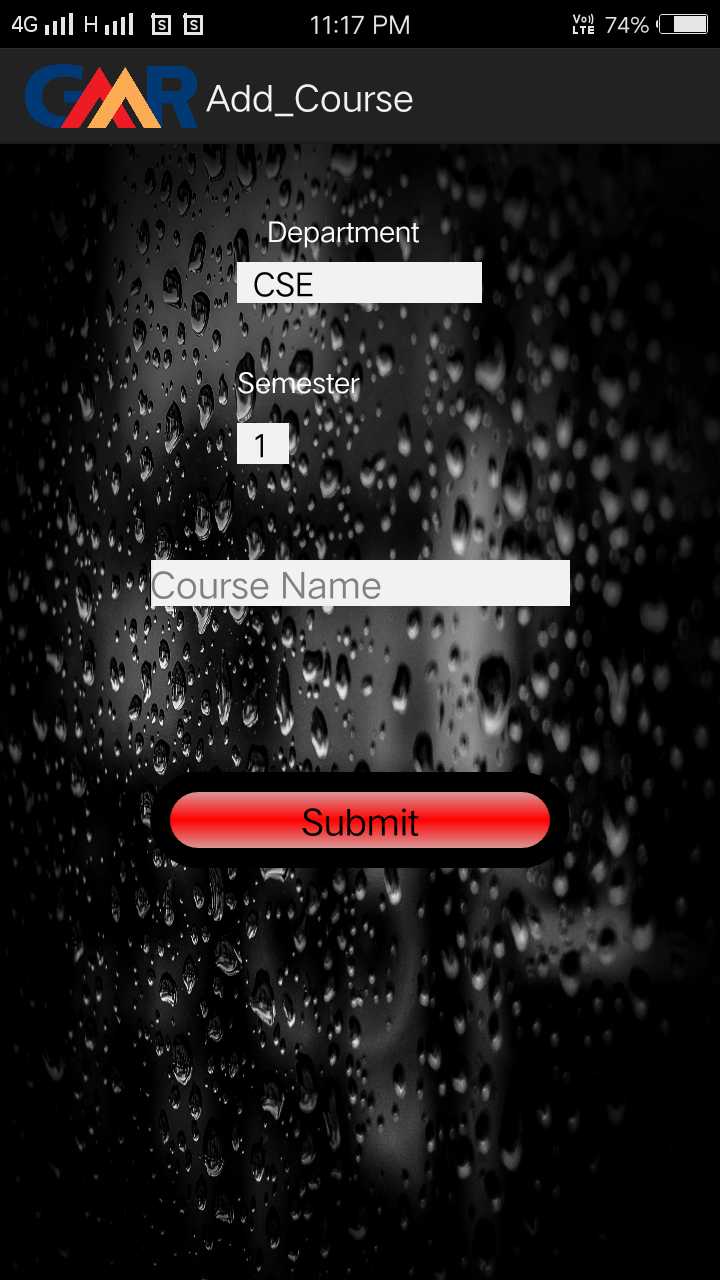 4G H S S 11:17 PM Vo)) LTE 74%
GMR Add_Course
Department
CSE
Semester
1
Course Name
Submit